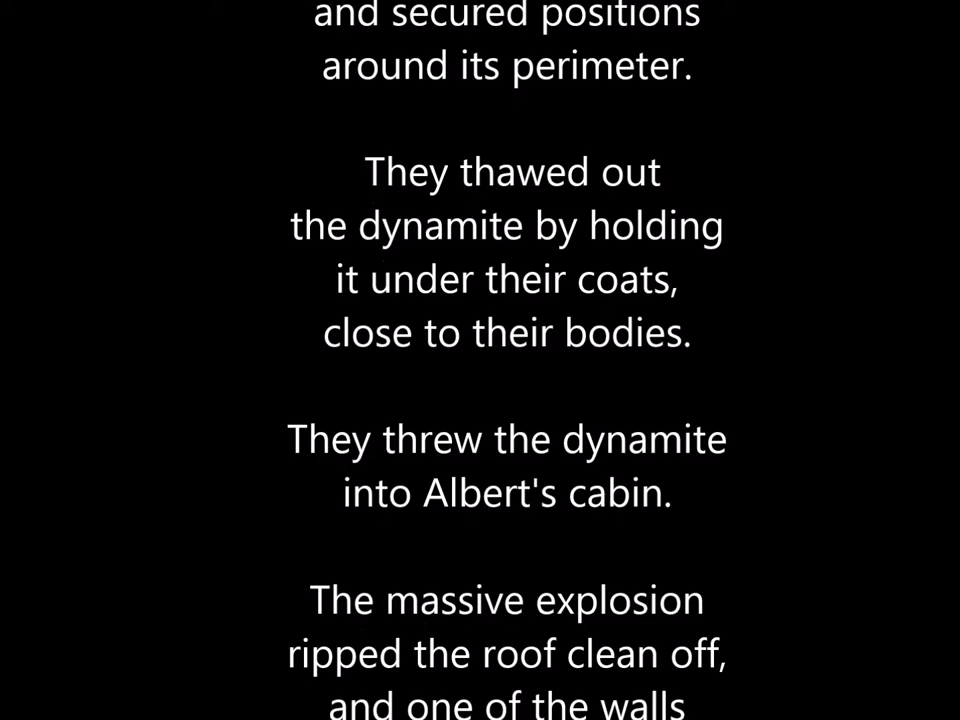 and secured positions
around its perimeter.
They thawed out
the dynamite by holding
it under their coats,
close to their bodies.
They threw the dynamite
into Albert's cabin.
The massive explosion
ripped the roof clean off,
and one of the walls